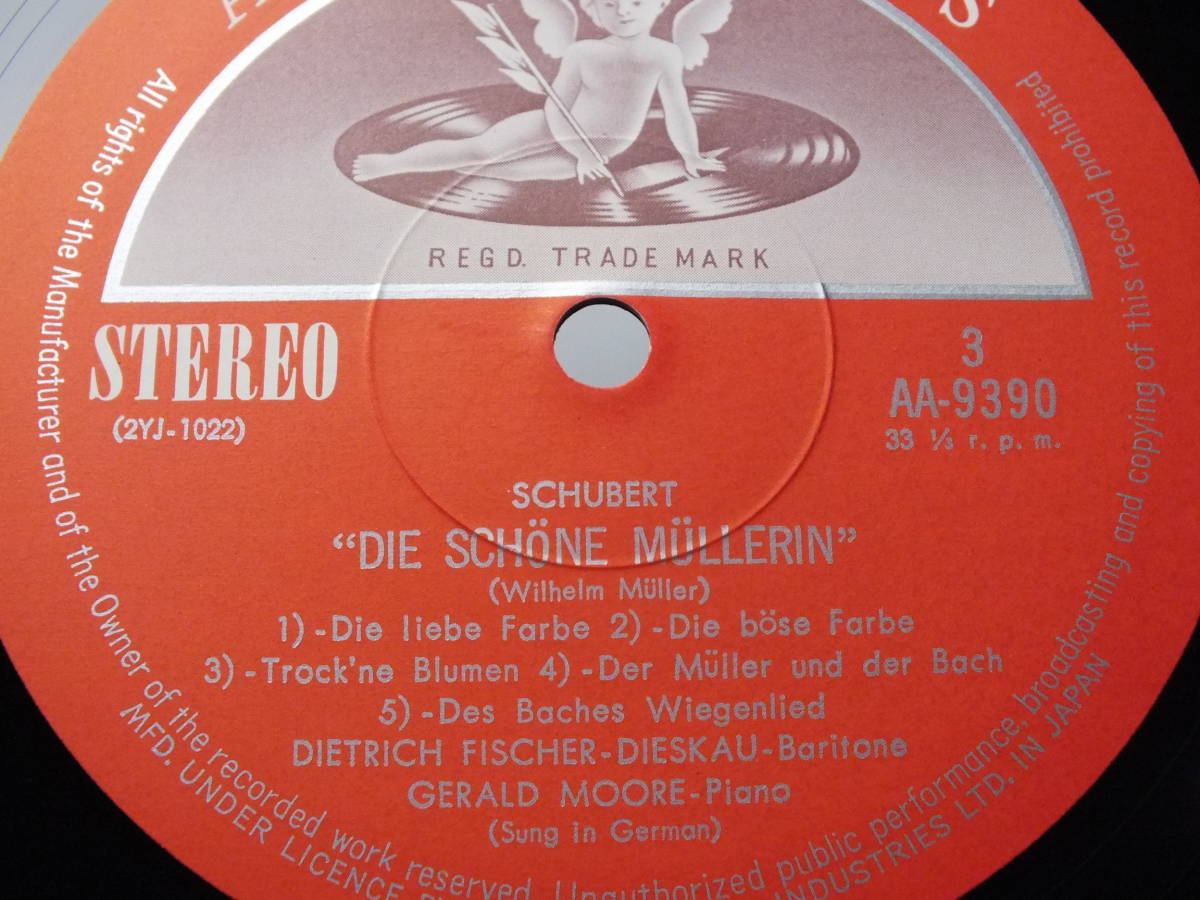 REGD. TRADE MARK
STEREO
(2YJ-1022)
3
AA-9390
33 ⅓ r. p. m.
SCHUBERT
"DIE SCHÖNE MÜLLERIN"
(Wilhelm Müller)
1)-Die liebe Farbe 2)-Die böse Farbe
3)-Trock'ne Blumen 4)-Der Müller und der Bach
5)-Des Baches Wiegenlied
DIETRICH FISCHER-DIESKAU-Baritone
GERALD MOORE-Piano
(Sung in German)
All rights of the Manufacturer and of the Owner of the recorded work reserved. Unauthorized public performance, broadcasting and copying of this record prohibited
MFD. UNDER LICENCE INDUSTRIES LTD. IN JAPAN